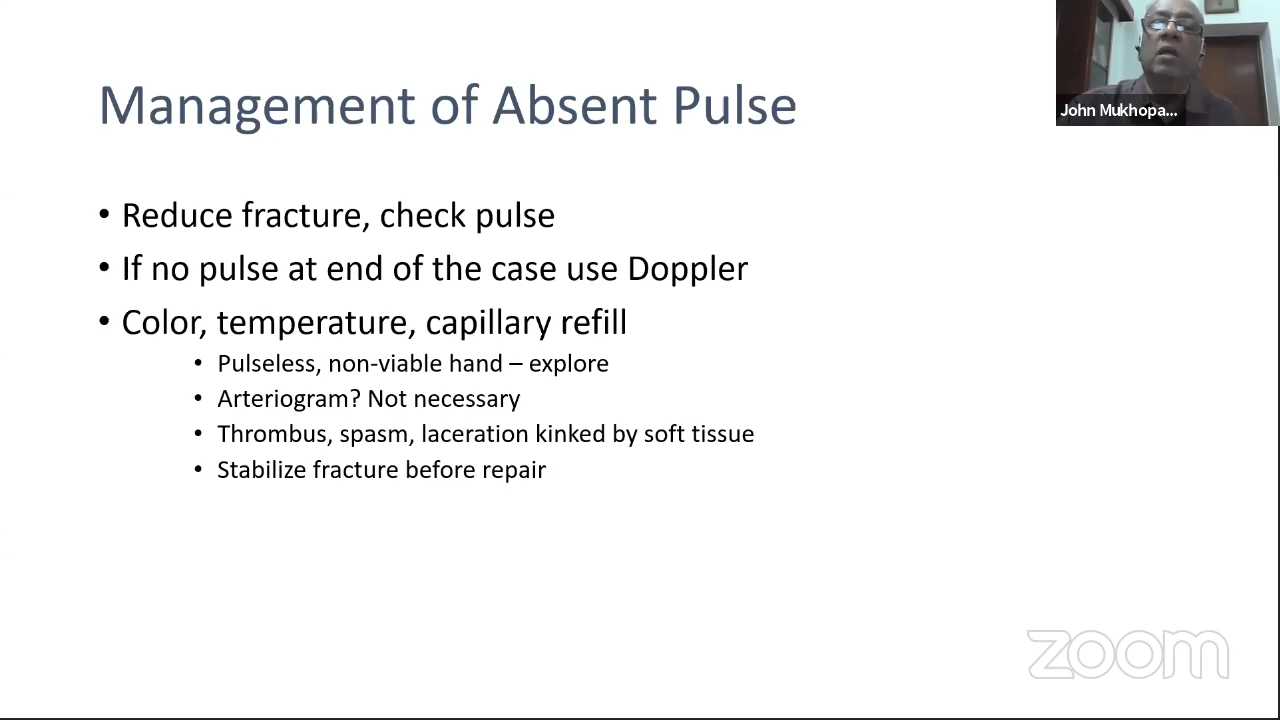 Management of Absent Pulse
John Mukhopa...
• Reduce fracture, check pulse
• If no pulse at end of the case use Doppler
• Color, temperature, capillary refill
• Pulseless, non-viable hand – explore
• Arteriogram? Not necessary
• Thrombus, spasm, laceration kinked by soft tissue
• Stabilize fracture before repair
zoom